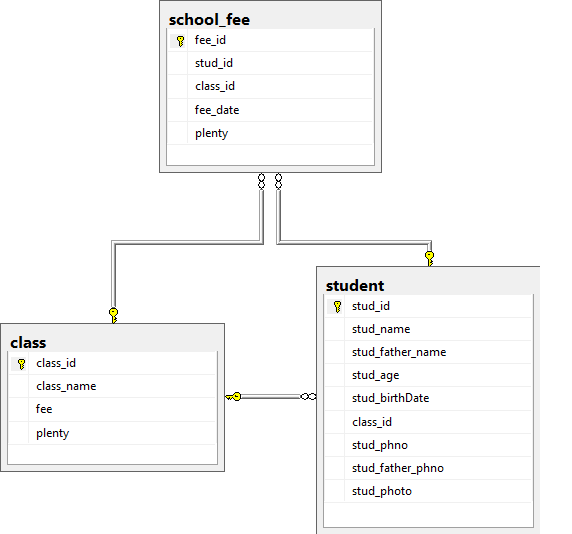 school_fee
fee_id
stud_id
class_id
fee_date
plenty
class
class_id
class_name
fee
plenty
student
stud_id
stud_name
stud_father_name
stud_age
stud_birthDate
class_id
stud_phno
stud_father_phno
stud_photo